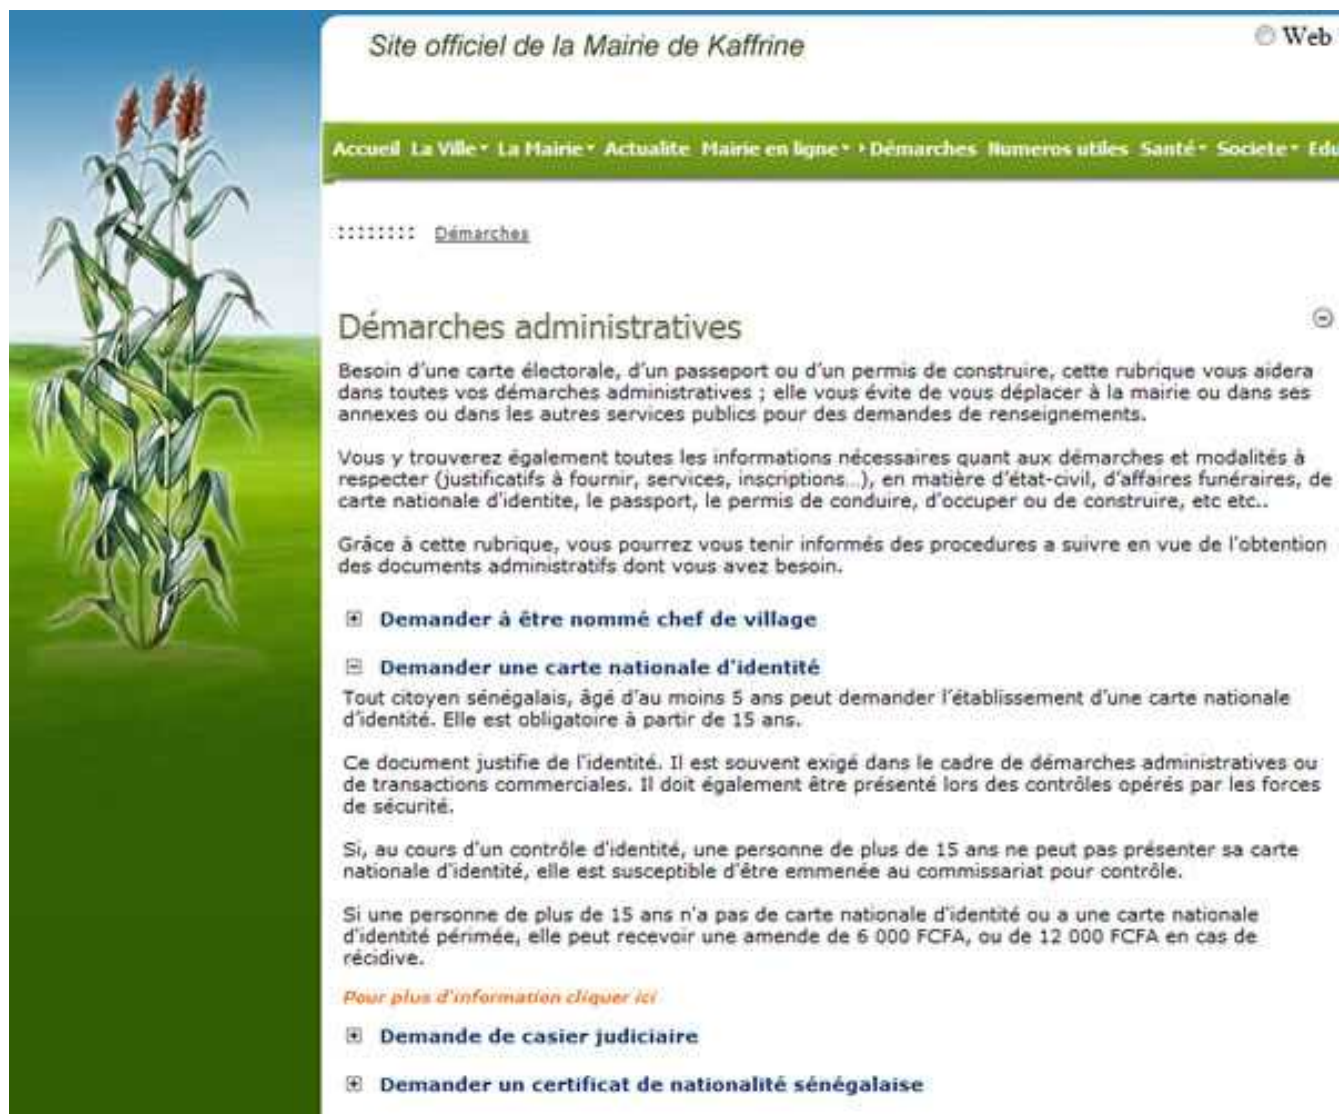 Site officiel de la Mairie de Kaffrine
Web
Accueil La Ville La Mairie Actualite Mairie en ligne Démarches Numeros utiles Santé Societe Edu
:::::::: Démarches
Démarches administratives
Besoin d'une carte électorale, d'un passeport ou d'un permis de construire, cette rubrique vous aidera
dans toutes vos démarches administratives ; elle vous évite de vous déplacer à la mairie ou dans ses
annexes ou dans les autres services publics pour des demandes de renseignements.
Vous y trouverez également toutes les informations nécessaires quant aux démarches et modalités à
respecter (justificatifs à fournir, services, inscriptions…), en matière d'état-civil, d'affaires funéraires, de
carte nationale d'identite, le passport, le permis de conduire, d'occuper ou de construire, etc etc..
Grâce à cette rubrique, vous pourrez vous tenir informés des procedures a suivre en vue de l'obtention
des documents administratifs dont vous avez besoin.
Demander à être nommé chef de village
Demander une carte nationale d'identité
Tout citoyen sénégalais, âgé d'au moins 5 ans peut demander l'établissement d'une carte nationale
d'identité. Elle est obligatoire à partir de 15 ans.
Ce document justifie de l'identité. Il est souvent exigé dans le cadre de démarches administratives ou
de transactions commerciales. Il doit également être présenté lors des contrôles opérés par les forces
de sécurité.
Si, au cours d'un contrôle d'identité, une personne de plus de 15 ans ne peut pas présenter sa carte
nationale d'identité, elle est susceptible d'être emmenée au commissariat pour contrôle.
Si une personne de plus de 15 ans n'a pas de carte nationale d'identité ou a une carte nationale
d'identité périmée, elle peut recevoir une amende de 6 000 FCFA, ou de 12 000 FCFA en cas de
récidive.
Pour plus d'information cliquer ici
Demande de casier judiciaire
Demander un certificat de nationalité sénégalaise